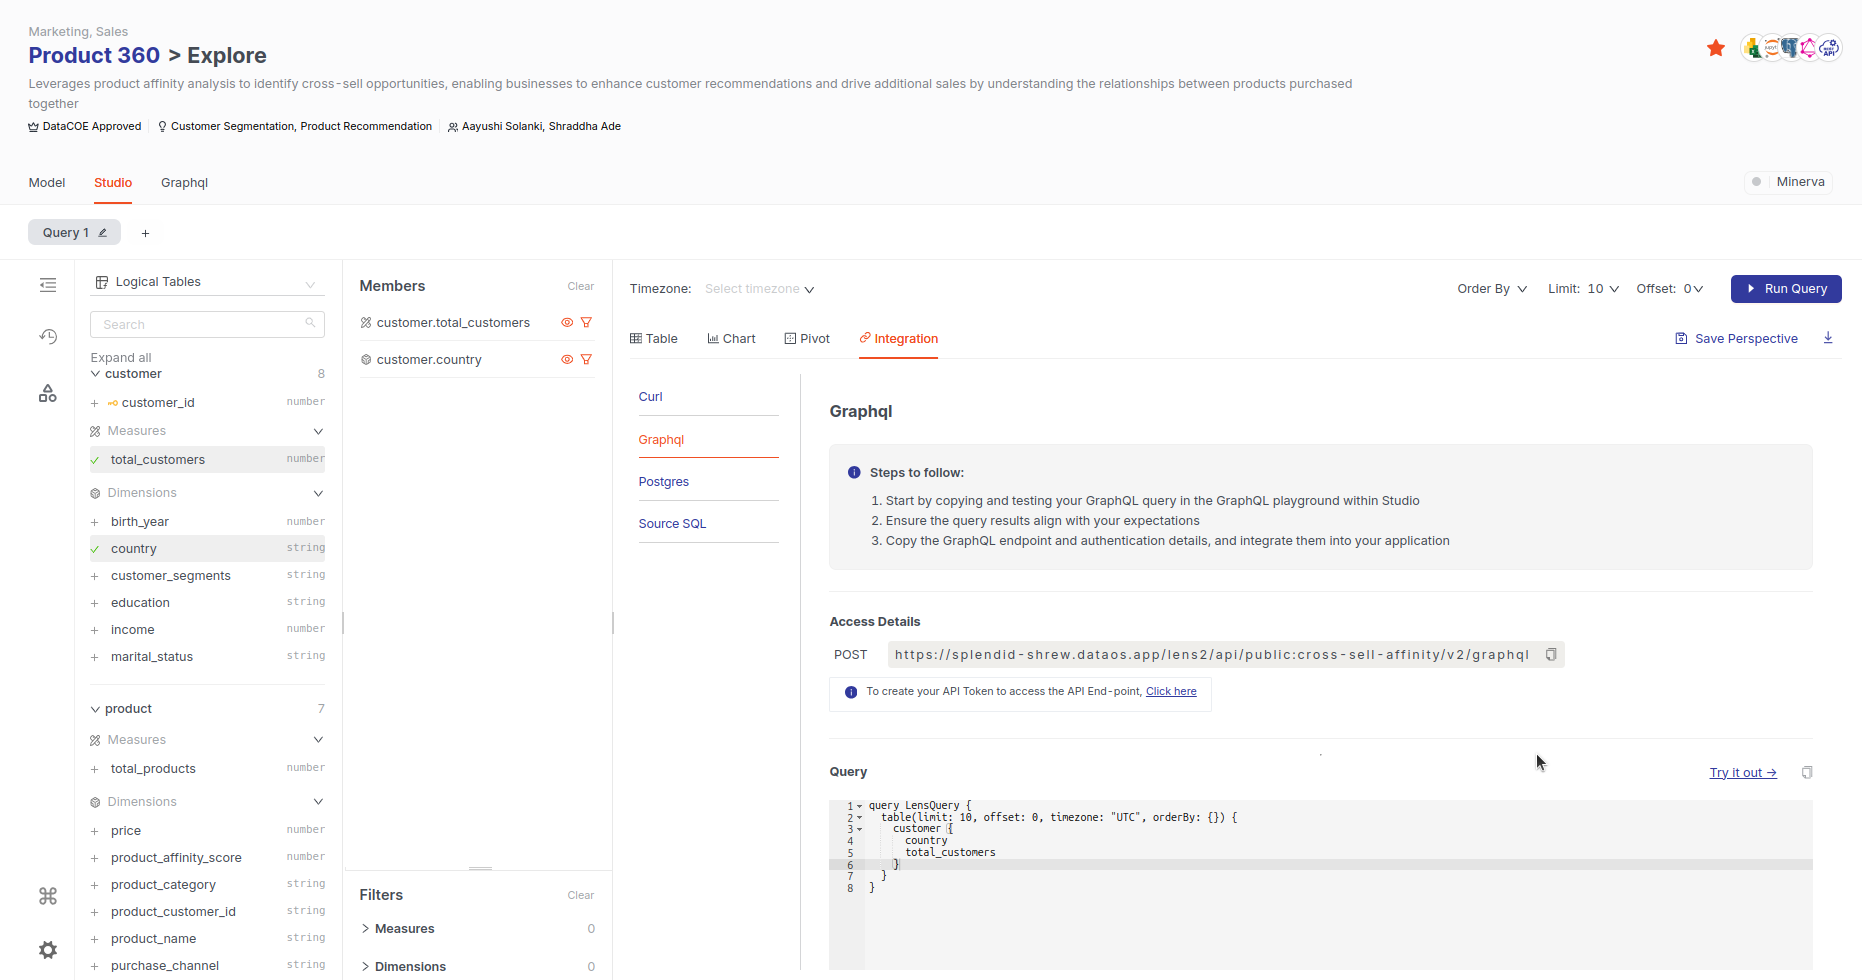 Marketing, Sales
Product 360 > Explore
Leverages product affinity analysis to identify cross-sell opportunities, enabling businesses to enhance customer recommendations and drive additional sales by understanding the relationships between products purchased
together
DataCOE Approved
Customer Segmentation, Product Recommendation
Aayushi Solanki, Shraddha Ade
Model
Studio
Graphql
Minerva
Query 1
+
Logical Tables
Search
Expand all
customer 8
customer_id number
Measures
total_customers number
Dimensions
birth_year number
country string
customer_segments string
education string
income number
marital_status string
product 7
Measures
total_products number
Dimensions
price number
product_affinity_score number
product_category string
product_customer_id string
product_name string
purchase_channel string
Members Clear
customer.total_customers
customer.country
Filters Clear
Measures 0
Dimensions 0
Timezone: Select timezone
Order By
Limit: 10
Offset: 0
Run Query
Table
Chart
Pivot
Integration
Save Perspective
Curl
Graphql
Postgres
Source SQL
Graphql
Steps to follow:
1. Start by copying and testing your GraphQL query in the GraphQL playground within Studio
2. Ensure the query results align with your expectations
3. Copy the GraphQL endpoint and authentication details, and integrate them into your application
Access Details
POST https://splendid-shrew.dataos.app/lens2/api/public:cross-sell-affinity/v2/graphql
To create your API Token to access the API End-point, Click here
Query
Try it out →
1 query LensQuery {
2 table(limit: 10, offset: 0, timezone: "UTC", orderBy: {}) {
3 customer {
4 country
5 total_customers
6 }
7 }
8 }